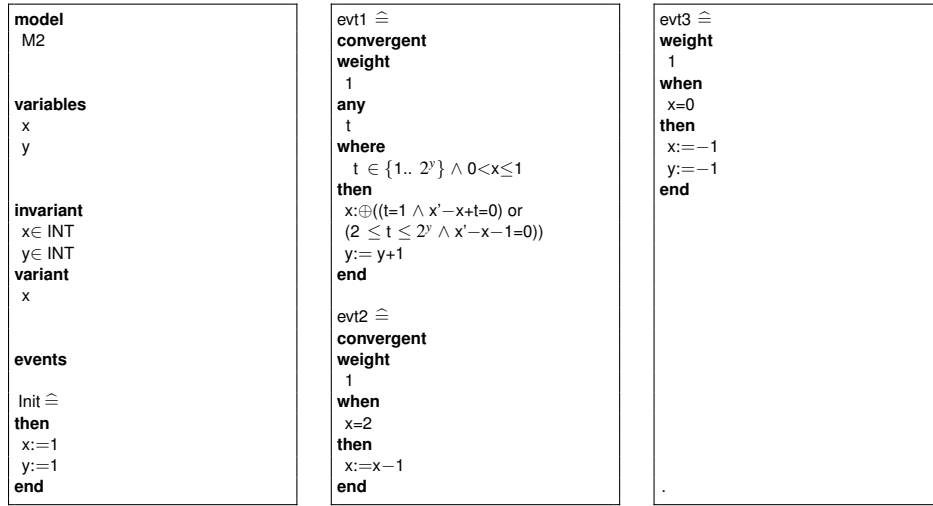 model
M2
variables
x
y
invariant
x∈ INT
y∈ INT
variant
x
events
Init ≙
then
x:=1
y:=1
end
evt1 ≙
convergent
weight
1
any
t
where
t ∈ {1.. 2^y} ∧ 0<x≤1
then
x:⊕((t=1 ∧ x'−x+t=0) or
(2 ≤ t ≤ 2^y ∧ x'−x−1=0))
y:= y+1
end
evt2 ≙
convergent
weight
1
when
x=2
then
x:=x−1
end
evt3 ≙
weight
1
when
x=0
then
x:=−1
y:=−1
end
.